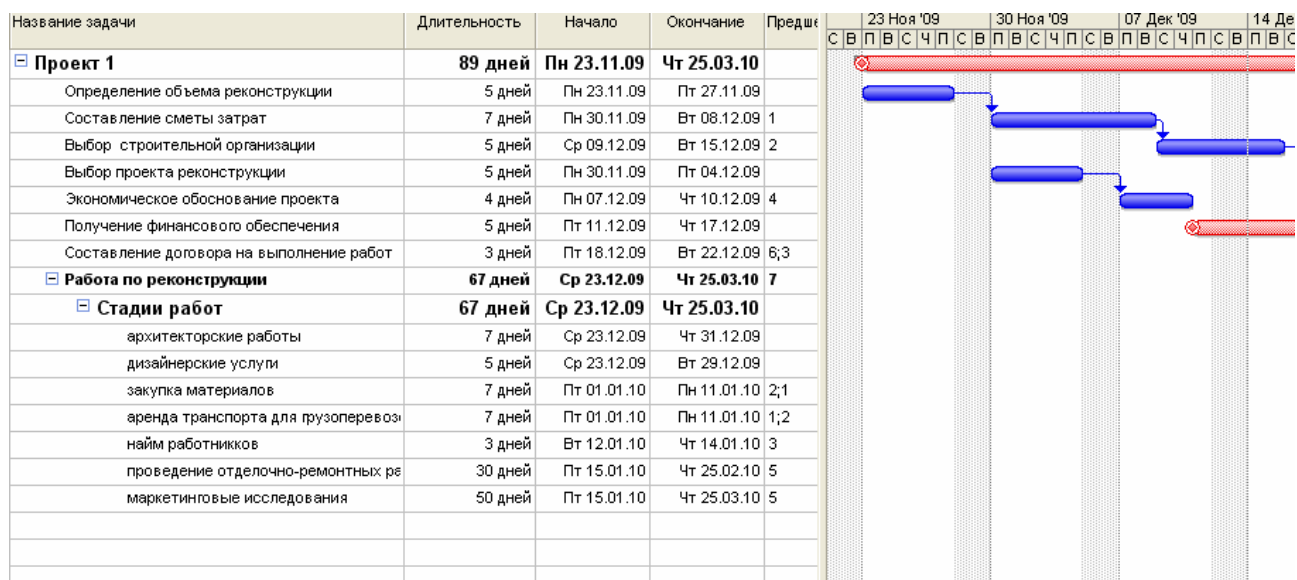 Название задачи Длительность Начало Окончание Предше 23 Ноя '09 30 Ноя '09 07 Дек '09 14 Де
С В П В С Ч П С В П В С Ч П С В П В С Ч П С В П В С
Проект 1 89 дней Пн 23.11.09 Чт 25.03.10
Определение объема реконструкции 5 дней Пн 23.11.09 Пт 27.11.09
Составление сметы затрат 7 дней Пн 30.11.09 Вт 08.12.09 1
Выбор строительной организации 5 дней Ср 09.12.09 Вт 15.12.09 2
Выбор проекта реконструкции 5 дней Пн 30.11.09 Пт 04.12.09
Экономическое обоснование проекта 4 дней Пн 07.12.09 Чт 10.12.09 4
Получение финансового обеспечения 5 дней Пт 11.12.09 Чт 17.12.09
Составление договора на выполнение работ 3 дней Пт 18.12.09 Вт 22.12.09 6;3
Работа по реконструкции 67 дней Ср 23.12.09 Чт 25.03.10 7
Стадии работ 67 дней Ср 23.12.09 Чт 25.03.10
архитекторские работы 7 дней Ср 23.12.09 Чт 31.12.09
дизайнерские услуги 5 дней Ср 23.12.09 Вт 29.12.09
закупка материалов 7 дней Пт 01.01.10 Пн 11.01.10 2;1
аренда транспорта для грузоперевоз 7 дней Пт 01.01.10 Пн 11.01.10 1;2
найм работникков 3 дней Вт 12.01.10 Чт 14.01.10 3
проведение отделочно-ремонтных ра 30 дней Пт 15.01.10 Чт 25.02.10 5
маркетинговые исследования 50 дней Пт 15.01.10 Чт 25.03.10 5